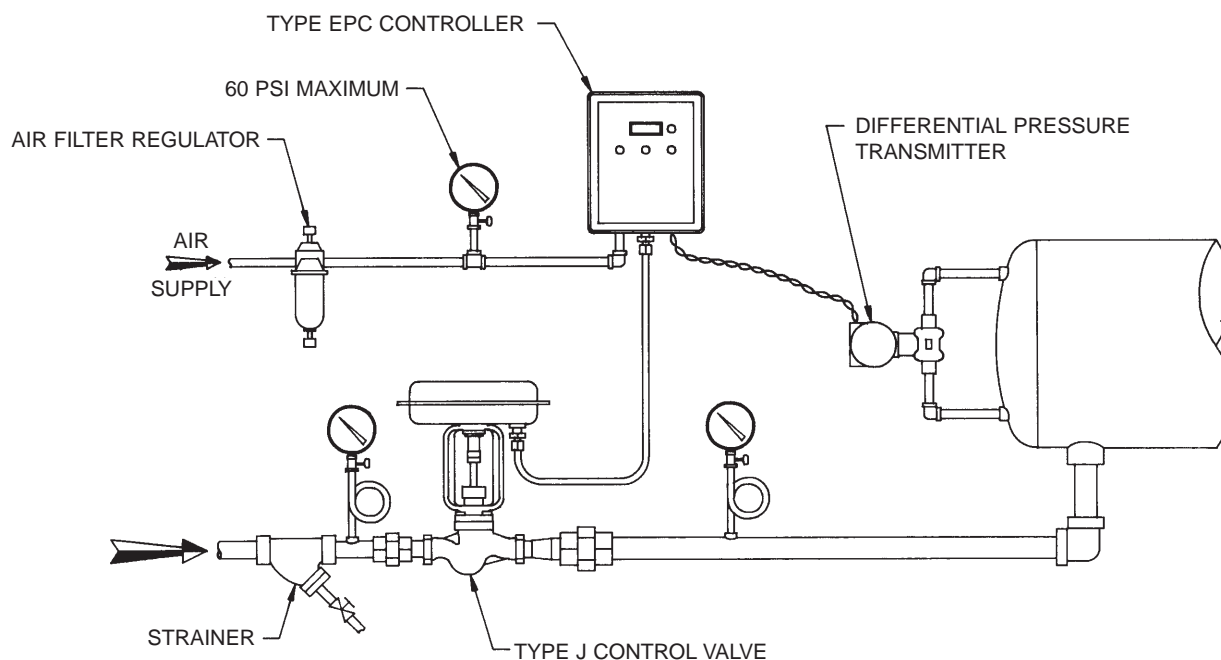 TYPE EPC CONTROLLER
60 PSI MAXIMUM
AIR FILTER REGULATOR
DIFFERENTIAL PRESSURE
TRANSMITTER
AIR
SUPPLY
STRAINER
TYPE J CONTROL VALVE